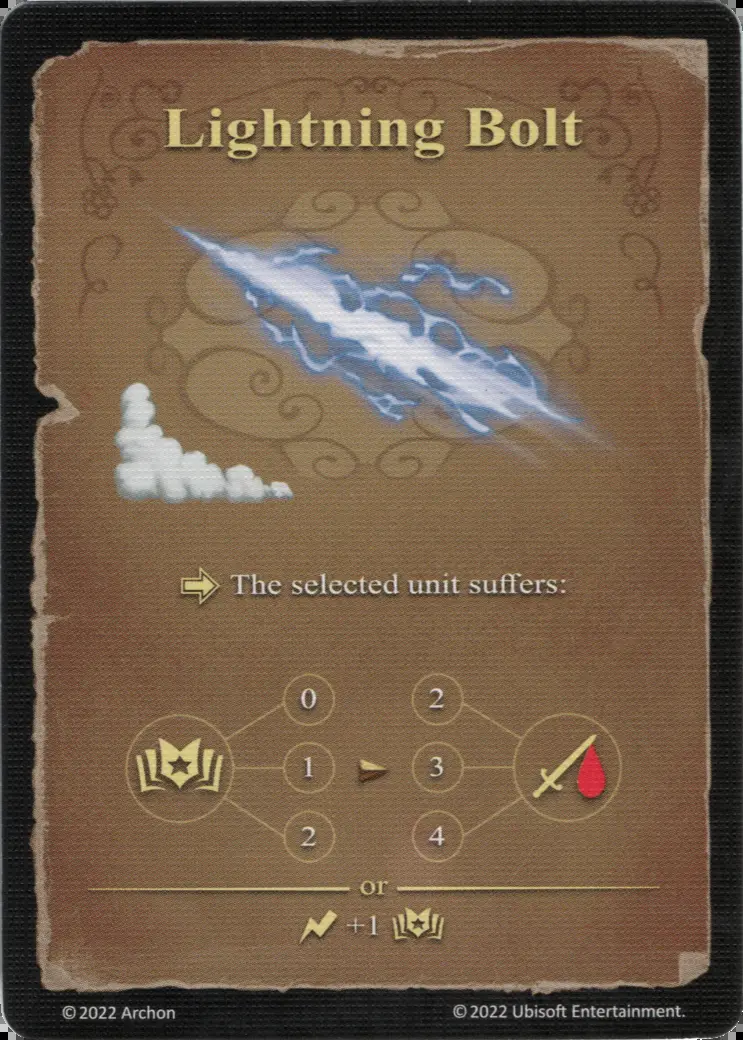 Lightning Bolt
The selected unit suffers:
0 2
1 3
2 4
or
+1
© 2022 Archon © 2022 Ubisoft Entertainment.